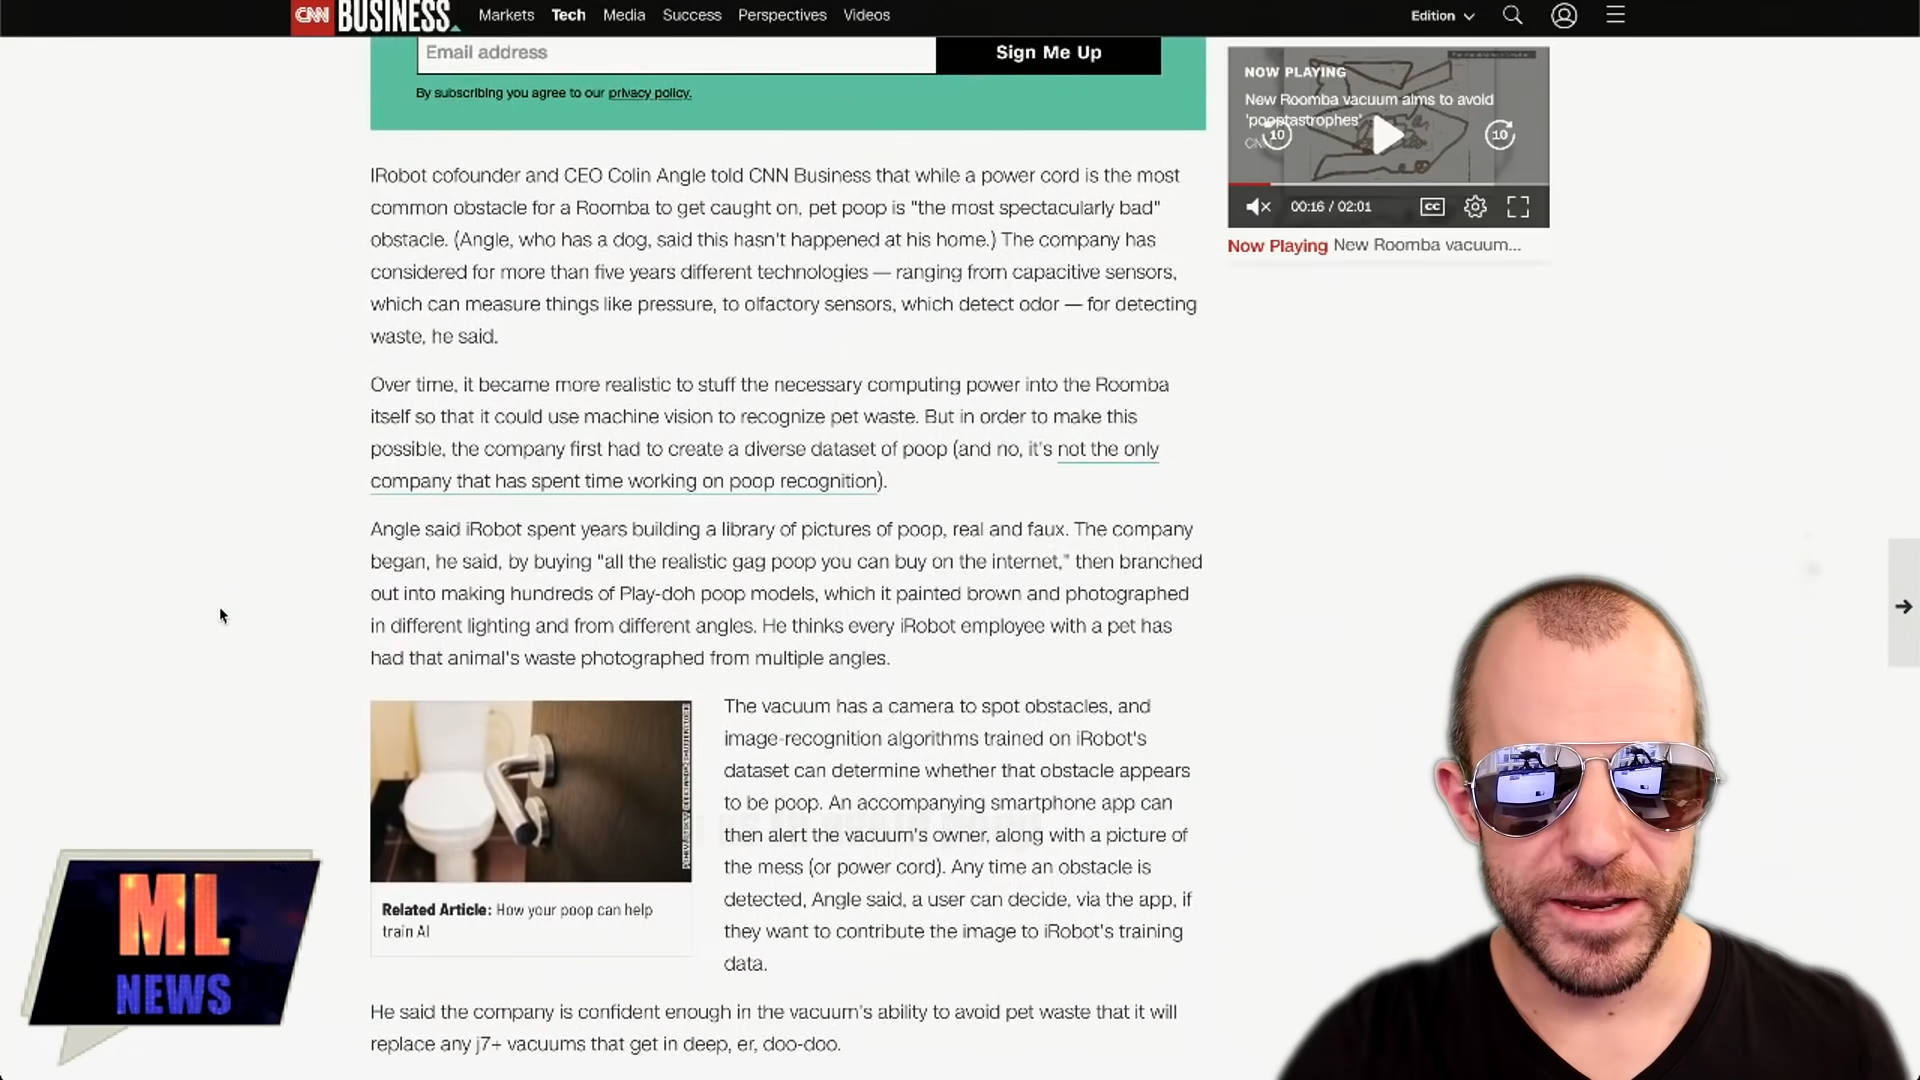 CNN BUSINESS
Markets Tech Media Success Perspectives Videos
Edition
Email address
Sign Me Up
By subscribing you agree to our privacy policy.
NOW PLAYING
New Roomba vacuum aims to avoid
'pooptastrophes'
CNN
10
10
00:16 / 02:01
CC
Now Playing New Roomba vacuum...
IRobot cofounder and CEO Colin Angle told CNN Business that while a power cord is the most
common obstacle for a Roomba to get caught on, pet poop is "the most spectacularly bad"
obstacle. (Angle, who has a dog, said this hasn't happened at his home.) The company has
considered for more than five years different technologies — ranging from capacitive sensors,
which can measure things like pressure, to olfactory sensors, which detect odor — for detecting
waste, he said.
Over time, it became more realistic to stuff the necessary computing power into the Roomba
itself so that it could use machine vision to recognize pet waste. But in order to make this
possible, the company first had to create a diverse dataset of poop (and no, it's not the only
company that has spent time working on poop recognition).
Angle said iRobot spent years building a library of pictures of poop, real and faux. The company
began, he said, by buying "all the realistic gag poop you can buy on the internet," then branched
out into making hundreds of Play-doh poop models, which it painted brown and photographed
in different lighting and from different angles. He thinks every iRobot employee with a pet has
had that animal's waste photographed from multiple angles.
The vacuum has a camera to spot obstacles, and
image-recognition algorithms trained on iRobot's
dataset can determine whether that obstacle appears
to be poop. An accompanying smartphone app can
then alert the vacuum's owner, along with a picture of
the mess (or power cord). Any time an obstacle is
detected, Angle said, a user can decide, via the app, if
they want to contribute the image to iRobot's training
data.
Related Article: How your poop can help
train AI
He said the company is confident enough in the vacuum's ability to avoid pet waste that it will
replace any j7+ vacuums that get in deep, er, doo-doo.
ML
NEWS